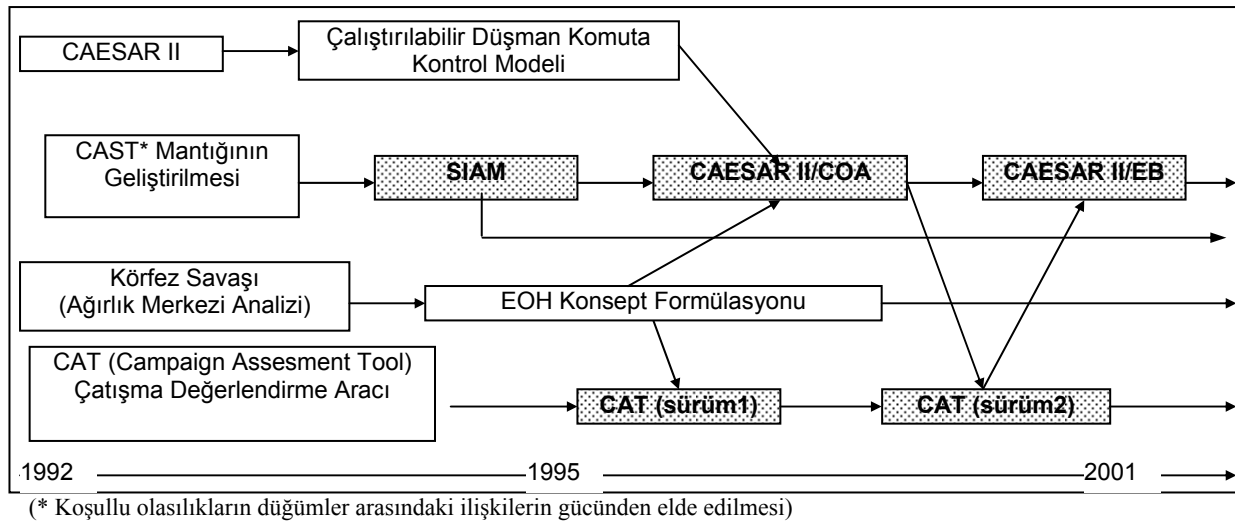 CAESAR II
Çalıştırılabilir Düşman Komuta
Kontrol Modeli
CAST* Mantığının
Geliştirilmesi
SIAM
CAESAR II/COA
CAESAR II/EB
Körfez Savaşı
(Ağırlık Merkezi Analizi)
EOH Konsept Formülasyonu
CAT (Campaign Assesment Tool)
Çatışma Değerlendirme Aracı
CAT (sürüm1)
CAT (sürüm2)
1992
1995
2001
(* Koşullu olasılıkların düğümler arasındaki ilişkilerin gücünden elde edilmesi)